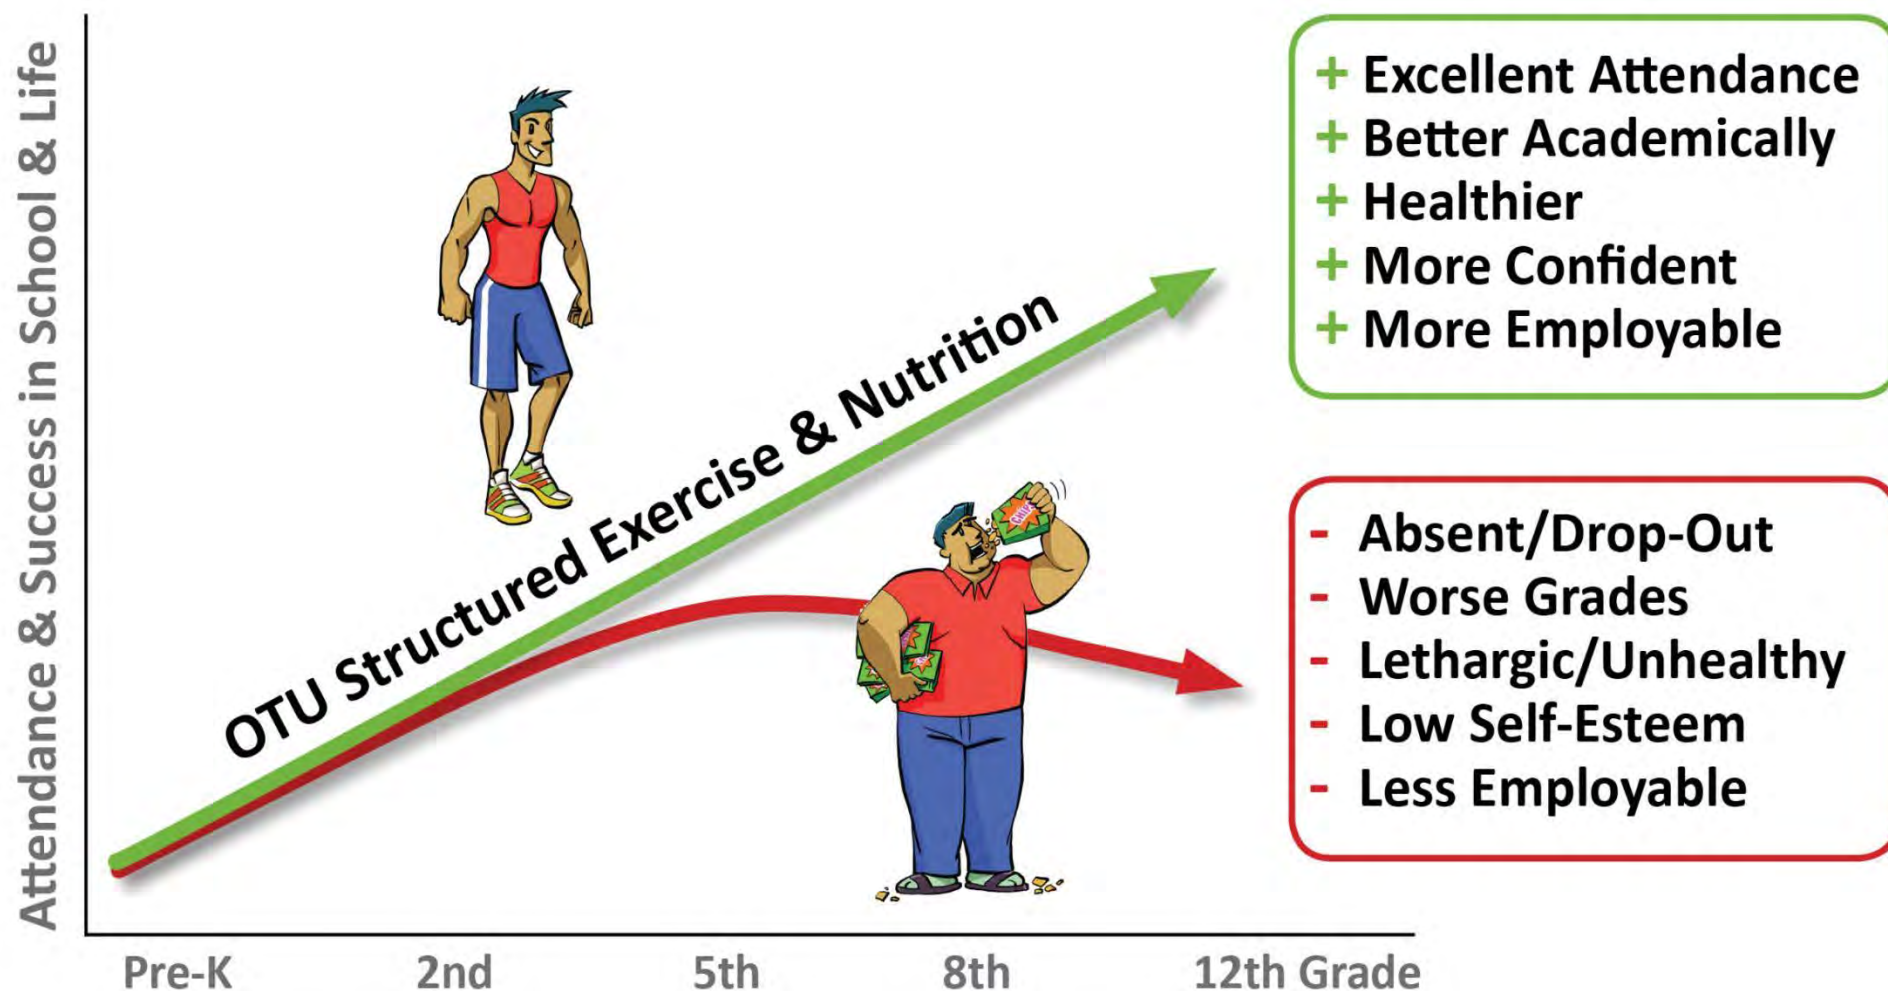 Attendance & Success in School & Life
OTU Structured Exercise & Nutrition
+ Excellent Attendance
+ Better Academically
+ Healthier
+ More Confident
+ More Employable
CHIPS
- Absent/Drop-Out
- Worse Grades
- Lethargic/Unhealthy
- Low Self-Esteem
- Less Employable
Pre-K 2nd 5th 8th 12th Grade